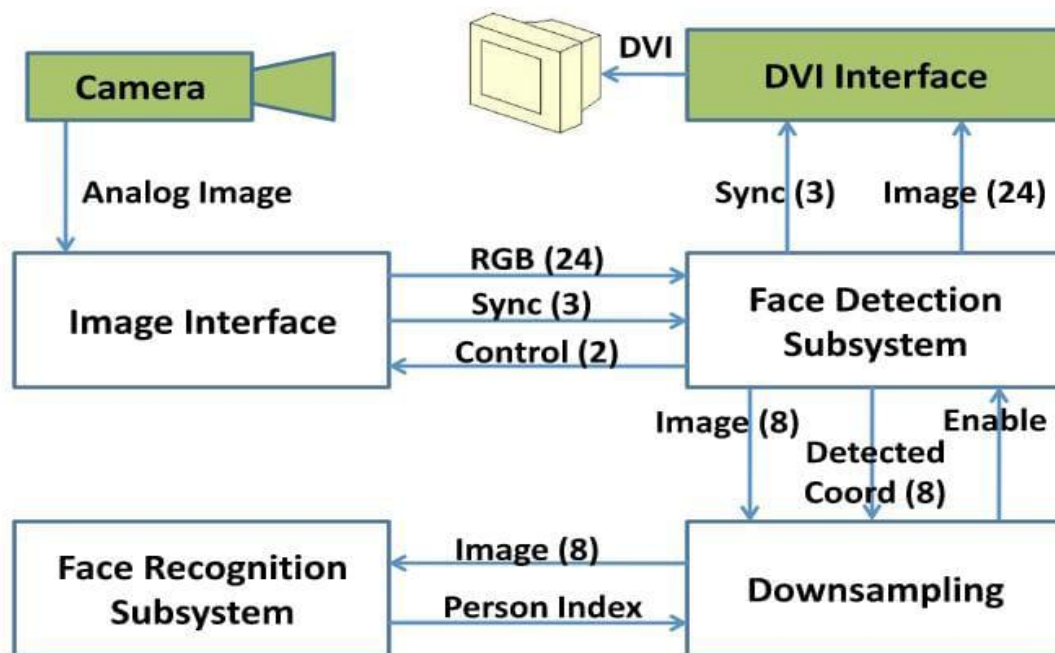 Camera
DVI
DVI Interface
Analog Image
Sync (3)
Image (24)
Image Interface
RGB (24)
Sync (3)
Control (2)
Face Detection
Subsystem
Image (8)
Detected
Coord (8)
Enable
Face Recognition
Subsystem
Image (8)
Person Index
Downsampling